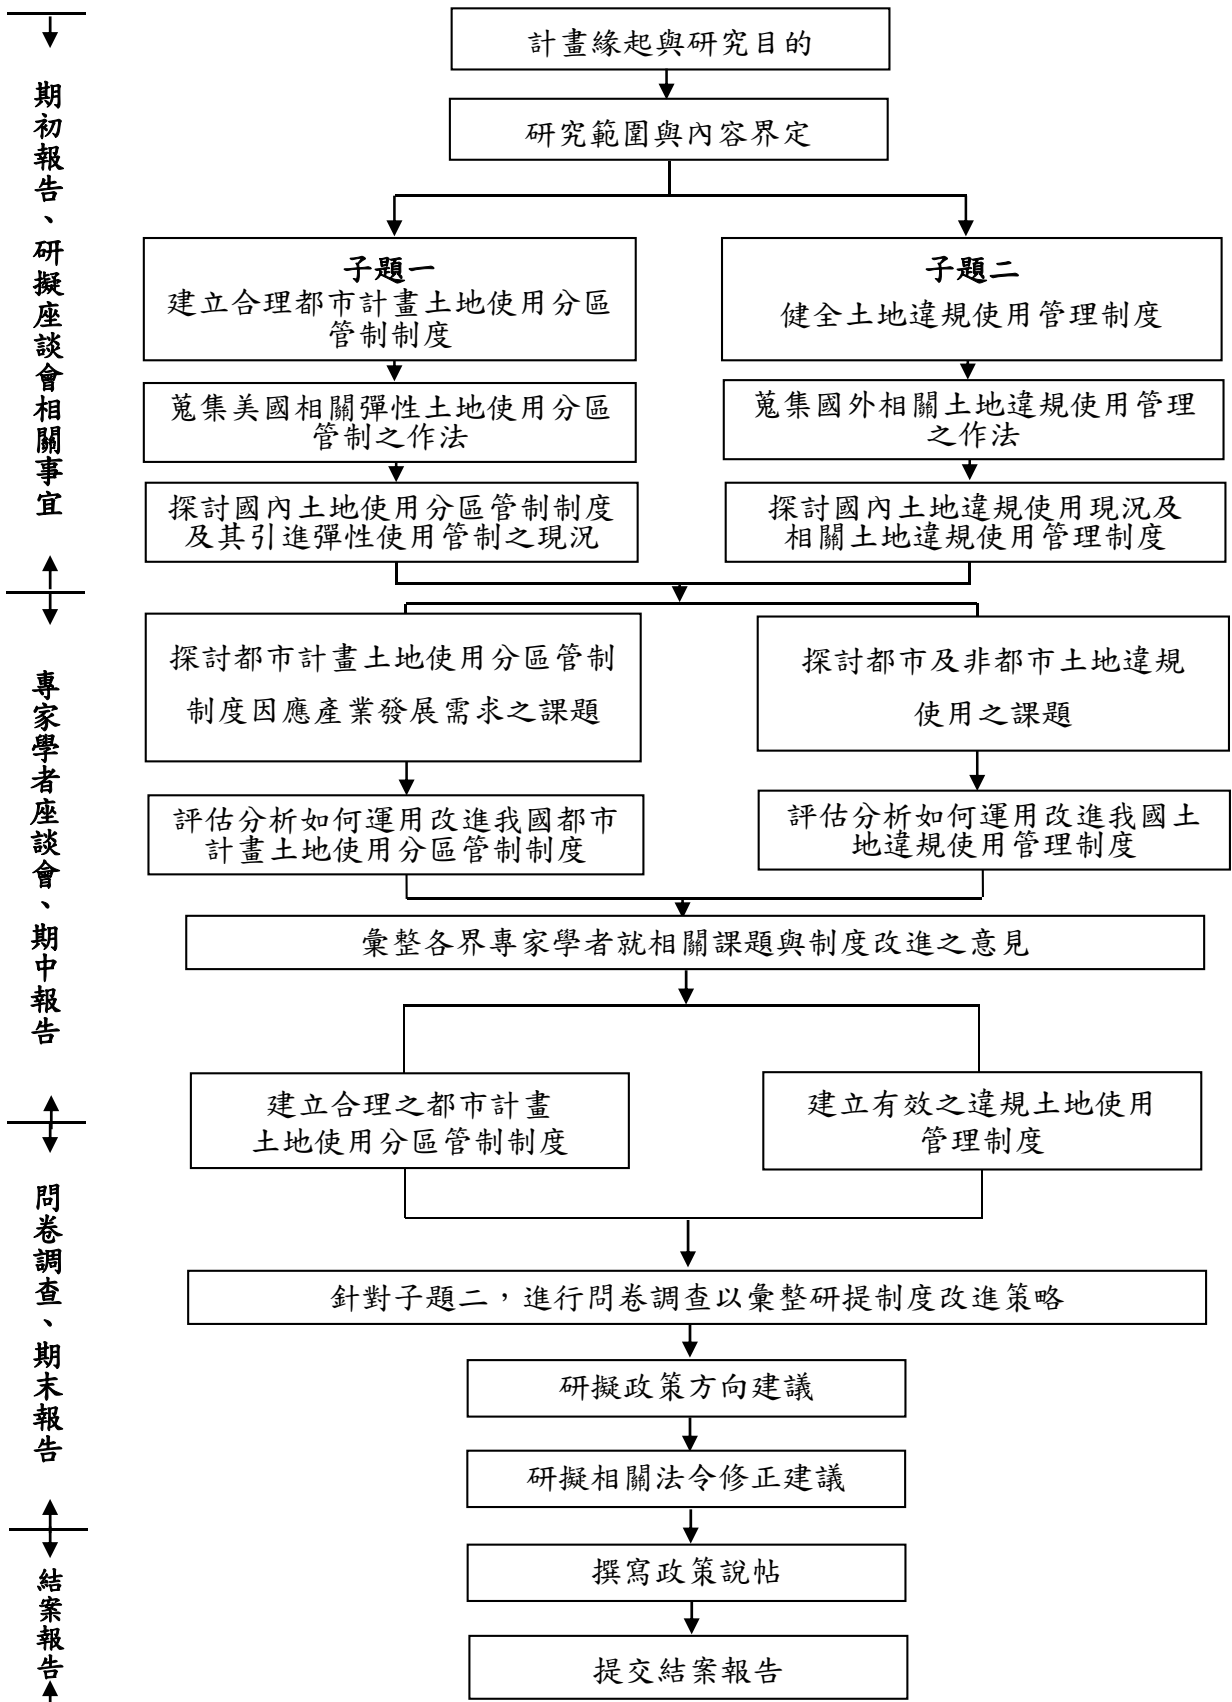 期初報告、研擬座談會相關事宜
專家學者座談會、期中報告
問卷調查、期末報告
結案報告
計畫緣起與研究目的
研究範圍與內容界定
子題一
建立合理都市計畫土地使用分區
管制制度
子題二
健全土地違規使用管理制度
蒐集美國相關彈性土地使用分區
管制之作法
蒐集國外相關土地違規使用管理
之作法
探討國內土地使用分區管制制度
及其引進彈性使用管制之現況
探討國內土地違規使用現況及
相關土地違規使用管理制度
探討都市計畫土地使用分區管制
制度因應產業發展需求之課題
探討都市及非都市土地違規
使用之課題
評估分析如何運用改進我國都市
計畫土地使用分區管制制度
評估分析如何運用改進我國土
地違規使用管理制度
彙整各界專家學者就相關課題與制度改進之意見
建立合理之都市計畫
土地使用分區管制制度
建立有效之違規土地使用
管理制度
針對子題二，進行問卷調查以彙整研提制度改進策略
研擬政策方向建議
研擬相關法令修正建議
撰寫政策說帖
提交結案報告